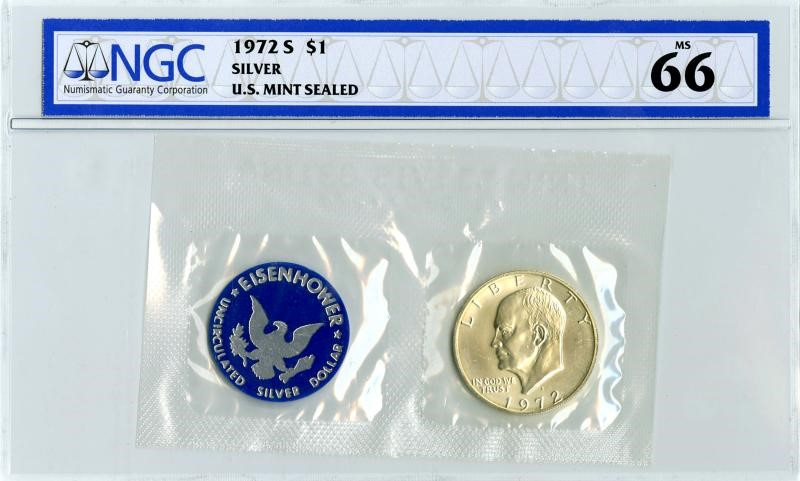 NGC
Numismatic Guaranty Corporation
1972 S $1
SILVER
U.S. MINT SEALED
MS
66
★ EISENHOWER ★
UNCIRCULATED SILVER DOLLAR
LIBERTY
IN GOD WE
TRUST
1972